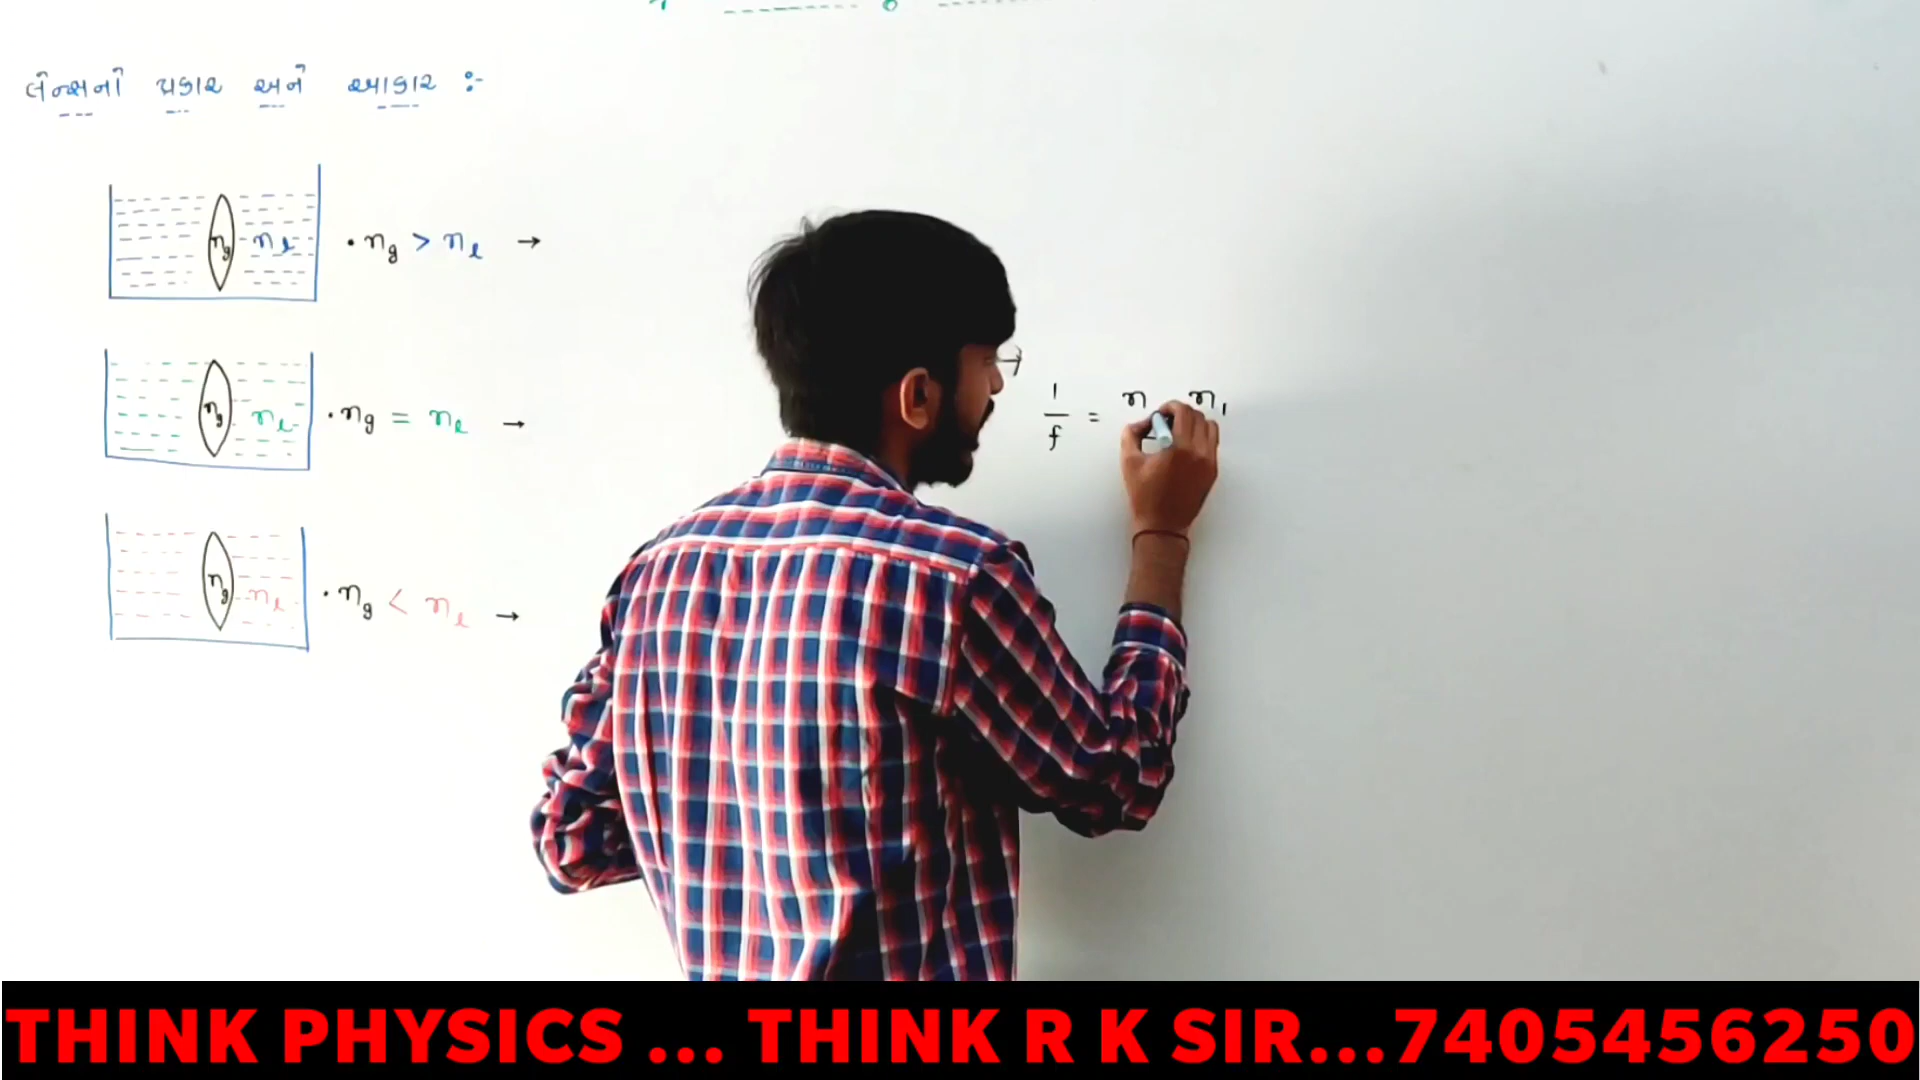 લેન્સનો પ્રકાર અને આકાર :-
ng nl · ng > nl →
ng nl · ng = nl →
ng nl · ng < nl →
→
1/f = n n1
THINK PHYSICS ... THINK R K SIR...7405456250